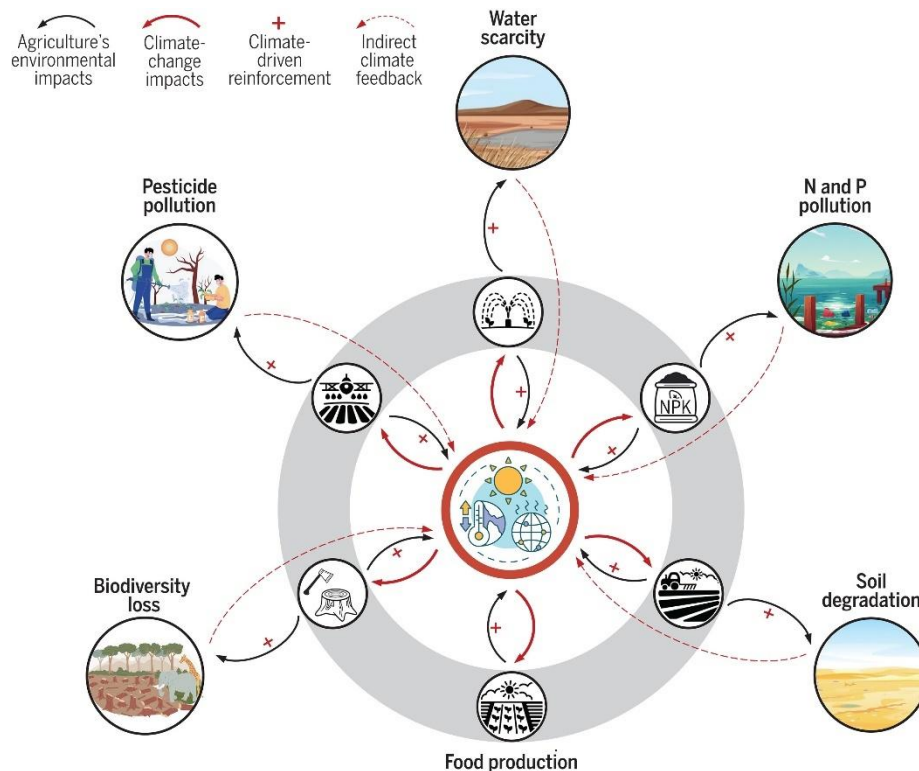 Agriculture's
environmental
impacts
Climate-
change
impacts
+
Climate-
driven
reinforcement
Indirect
climate
feedback
Water
scarcity
Pesticide
pollution
N and P
pollution
+
+
+
NPK
+
+
+
+
+
+
Biodiversity
loss
Soil
degradation
+
+
Food production